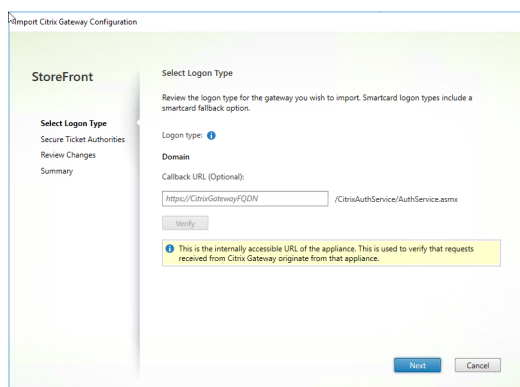 Import Citrix Gateway Configuration
StoreFront
Select Logon Type
Secure Ticket Authorities
Review Changes
Summary
Select Logon Type
Review the logon type for the gateway you wish to import. Smartcard logon types include a
smartcard fallback option.
Logon type:
Domain
Callback URL (Optional):
https://CitrixGatewayFQDN /CitrixAuthService/AuthService.asmx
Verify
This is the internally accessible URL of the appliance. This is used to verify that requests
received from Citrix Gateway originate from that appliance.
Next Cancel